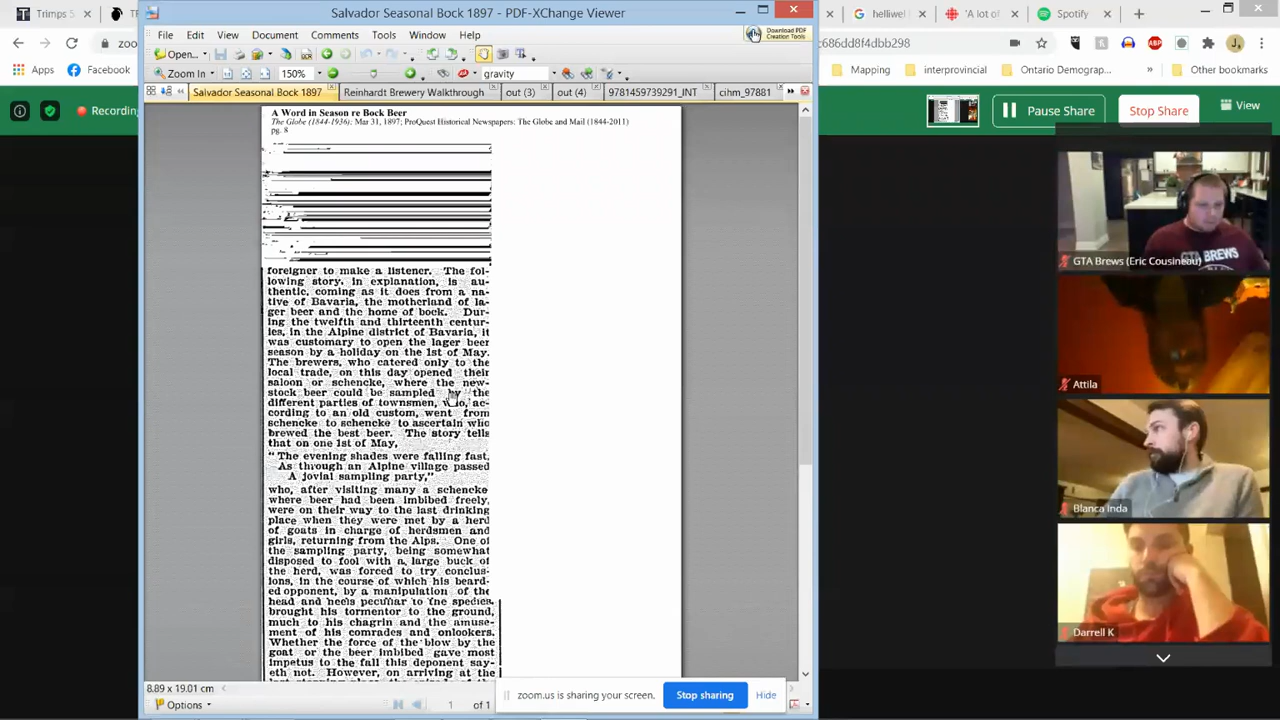 Trimps 5
Salvador Seasonal Bock 1897 - PDF-XChange Viewer
helliwel
'A lot of
Spotify
File Edit View Document Comments Tools Window Help
Download PDF
Creation Tools
zoo
c686dd8f4dbb298
Open...
Zoom In
150%
gravity
Apps
Facebook
Mapping
interprovincial
Ontario Demograp...
Other bookmarks
Salvador Seasonal Bock 1897
Reinhardt Brewery Walkthrough
out (3)
out (4)
9781459739291_INT
cihm_97881
Recording
Pause Share
Stop Share
View
A Word in Season re Bock Beer
The Globe (1844-1936); Mar 31, 1897; ProQuest Historical Newspapers: The Globe and Mail (1844-2011)
pg. 8
foreigner to make a listener. The fol-
lowing story, in explanation, is au-
thentic, coming as it does from a na-
tive of Bavaria, the motherland of la-
ger beer and the home of bock. Dur-
ing the twelfth and thirteenth centur-
ies, in the Alpine district of Bavaria, it
was customary to open the lager beer
season by a holiday on the 1st of May.
The brewers, who catered only to the
local trade, on this day opened their
saloon or schencke, where the new-
stock beer could be sampled by the
different parties of townsmen, who, ac-
cording to an old custom, went from
schencke to schencke to ascertain who
brewed the best beer. The story tells
that on one 1st of May,
"The evening shades were falling fast,
As through an Alpine village passed
A jovial sampling party,"
who, after visiting many a schencke
where beer had been imbibed freely,
were on their way to the last drinking
place when they were met by a herd
of goats in charge of herdsmen and
girls, returning from the Alps. One of
the sampling party, being somewhat
disposed to fool with a large buck of
the herd, was forced to try conclus-
ions, in the course of which his beard-
ed opponent, by a manipulation of the
head and heels peculiar to the species,
brought his tormentor to the ground,
much to his chagrin and the amuse-
ment of his comrades and onlookers.
Whether the force of the blow by the
goat or the beer imbibed gave most
impetus to the fall this deponent say-
eth not. However, on arriving at the
GTA Brews (Eric Cousineau)
Attila
Blanca Inda
Darrell K
8.89 x 19.01 cm
Options
1 of 1
zoom.us is sharing your screen.
Stop sharing
Hide